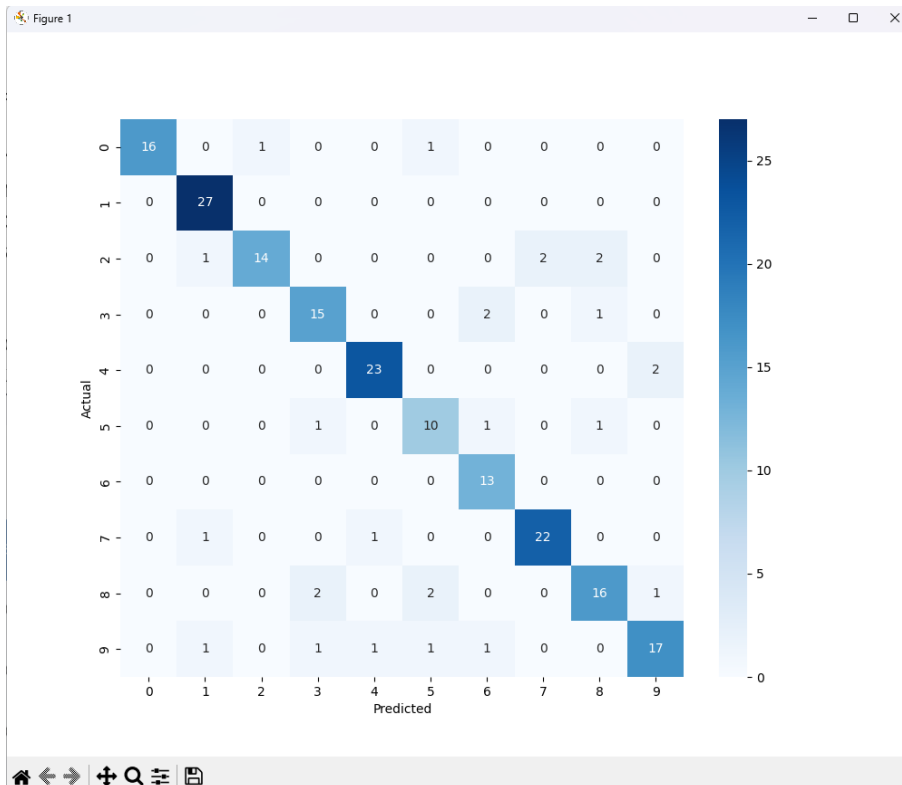 Figure 1
0 16 0 1 0 0 1 0 0 0 0
1 0 27 0 0 0 0 0 0 0 0
2 0 1 14 0 0 0 0 2 2 0
3 0 0 0 15 0 0 2 0 1 0
4 0 0 0 0 23 0 0 0 0 2
5 0 0 0 1 0 10 1 0 1 0
6 0 0 0 0 0 0 13 0 0 0
7 0 1 0 0 1 0 0 22 0 0
8 0 0 0 2 0 2 0 0 16 1
9 0 1 0 1 1 1 1 0 0 17
0 1 2 3 4 5 6 7 8 9
Predicted
Actual
25
20
15
10
5
0